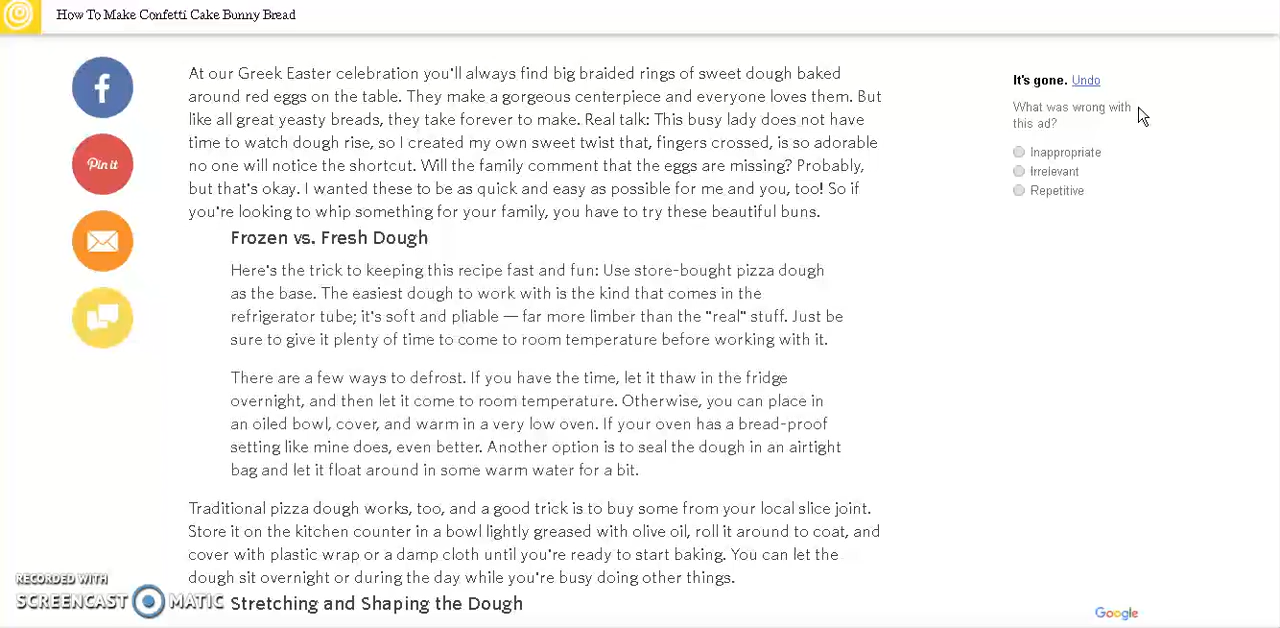 How To Make Confetti Cake Bunny Bread
f
Pin it
At our Greek Easter celebration you'll always find big braided rings of sweet dough baked
around red eggs on the table. They make a gorgeous centerpiece and everyone loves them. But
like all great yeasty breads, they take forever to make. Real talk: This busy lady does not have
time to watch dough rise, so I created my own sweet twist that, fingers crossed, is so adorable
no one will notice the shortcut. Will the family comment that the eggs are missing? Probably,
but that's okay. I wanted these to be as quick and easy as possible for me and you, too! So if
you're looking to whip something for your family, you have to try these beautiful buns.
Frozen vs. Fresh Dough
Here's the trick to keeping this recipe fast and fun: Use store-bought pizza dough
as the base. The easiest dough to work with is the kind that comes in the
refrigerator tube; it's soft and pliable — far more limber than the "real" stuff. Just be
sure to give it plenty of time to come to room temperature before working with it.
There are a few ways to defrost. If you have the time, let it thaw in the fridge
overnight, and then let it come to room temperature. Otherwise, you can place in
an oiled bowl, cover, and warm in a very low oven. If your oven has a bread-proof
setting like mine does, even better. Another option is to seal the dough in an airtight
bag and let it float around in some warm water for a bit.
Traditional pizza dough works, too, and a good trick is to buy some from your local slice joint.
Store it on the kitchen counter in a bowl lightly greased with olive oil, roll it around to coat, and
cover with plastic wrap or a damp cloth until you're ready to start baking. You can let the
dough sit overnight or during the day while you're busy doing other things.
Stretching and Shaping the Dough
It's gone. Undo
What was wrong with
this ad?
Inappropriate
Irrelevant
Repetitive
Google
RECORDED WITH
SCREENCAST MATIC